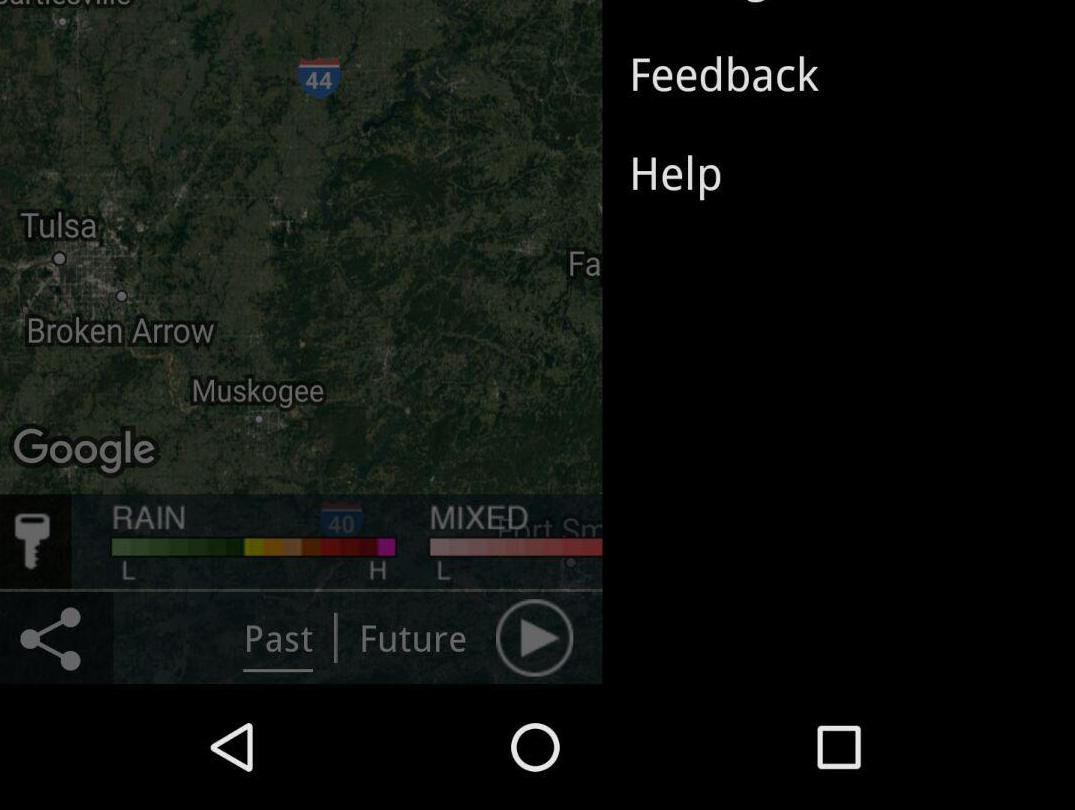 Bartlesville
44
Feedback
Help
Tulsa
Fa
Broken Arrow
Muskogee
Google
RAIN
40
MIXED
Fort Sm
L
H
L
Past | Future